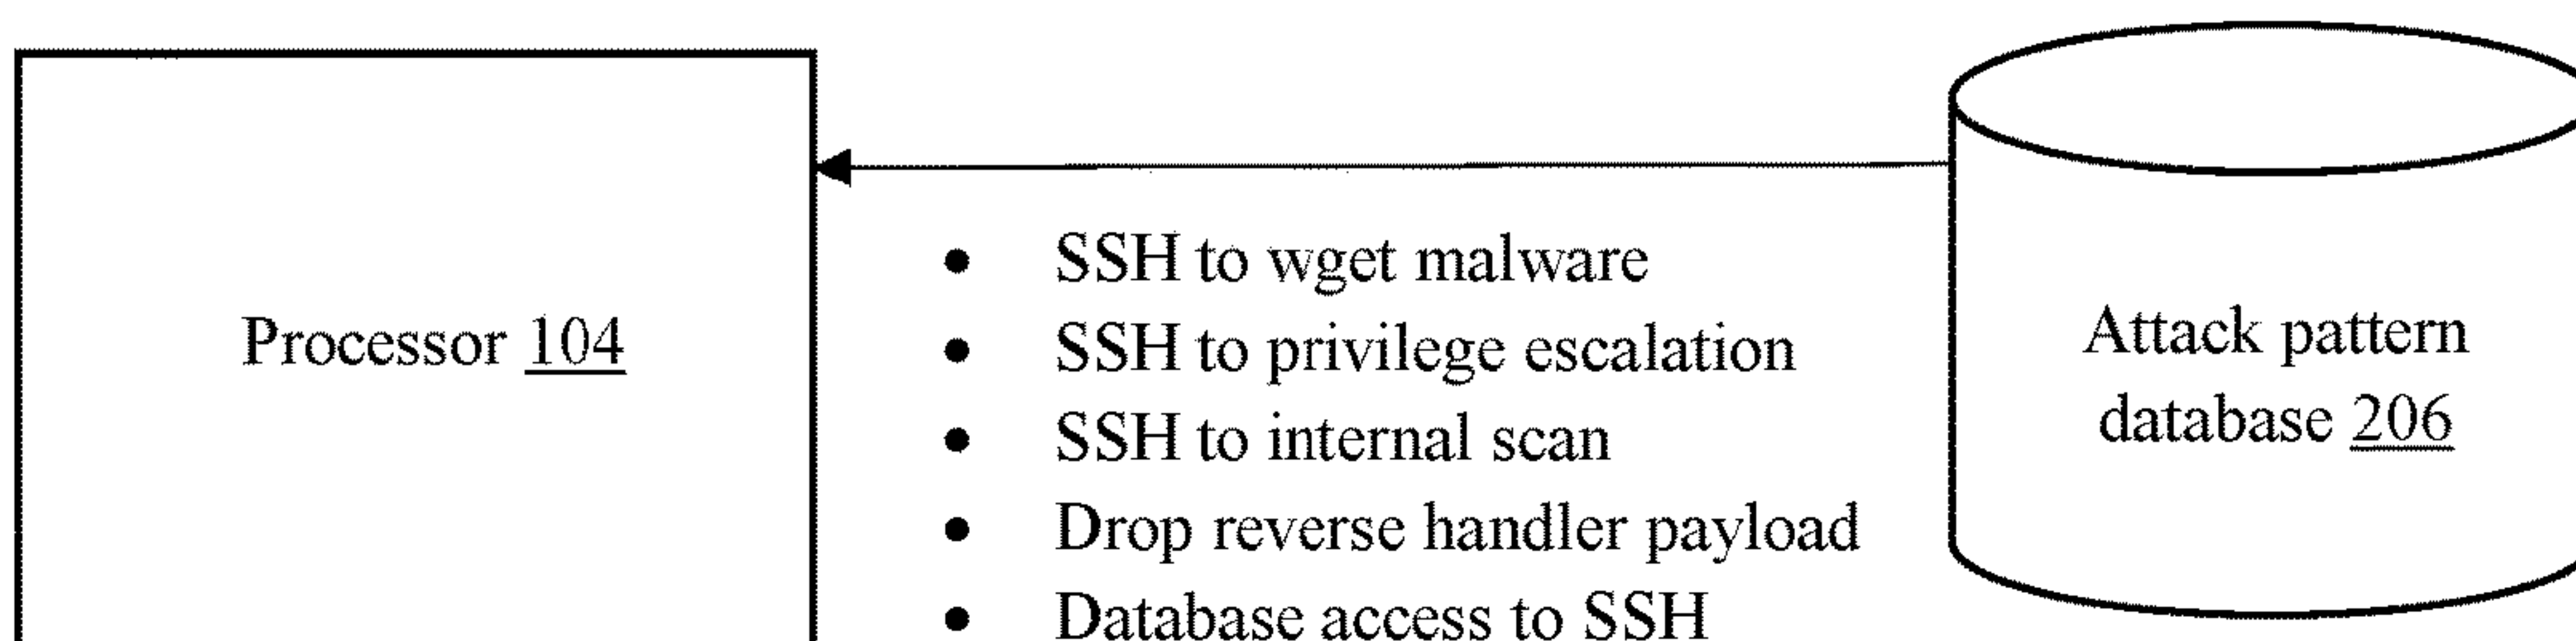 Processor 104
• SSH to wget malware
• SSH to privilege escalation
• SSH to internal scan
• Drop reverse handler payload
• Database access to SSH
Attack pattern
database 206